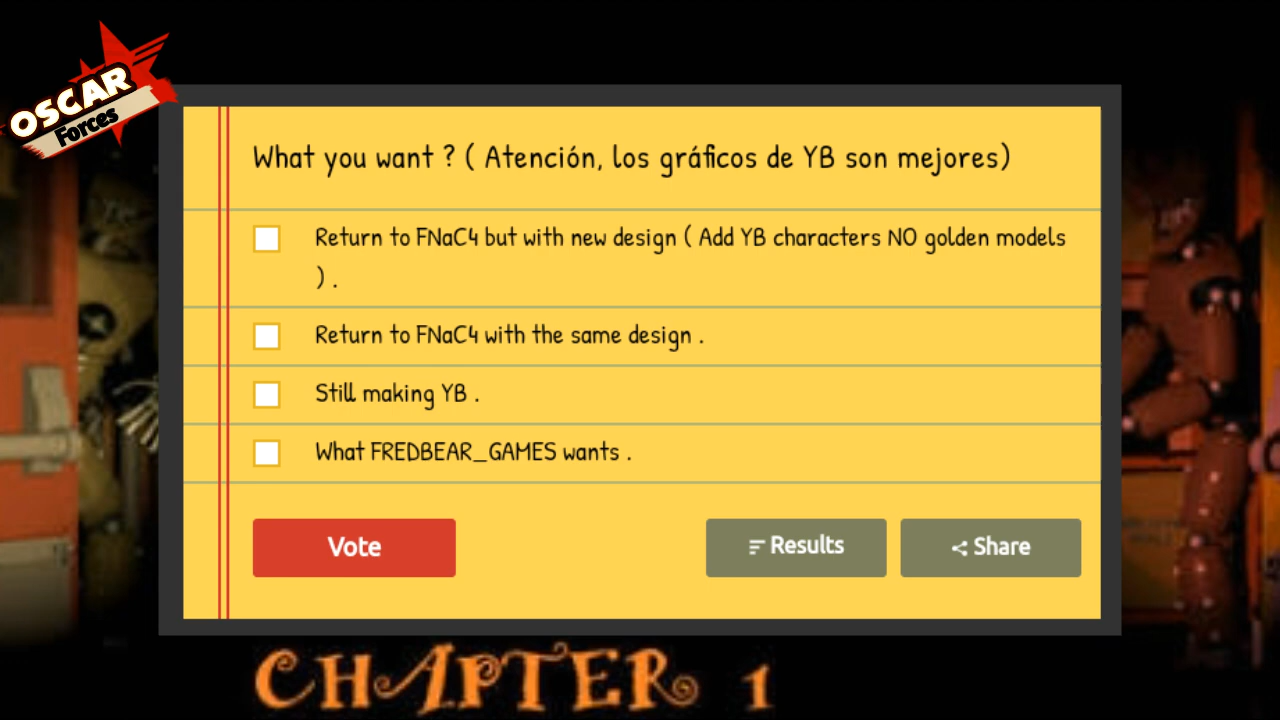 OSCAR
Forces
What you want ? ( Atención, los gráficos de YB son mejores)
Return to FNaC4 but with new design ( Add YB characters NO golden models
) .
Return to FNaC4 with the same design .
Still making YB .
What FREDBEAR_GAMES wants .
Vote
Results
Share
CHAPTER 1